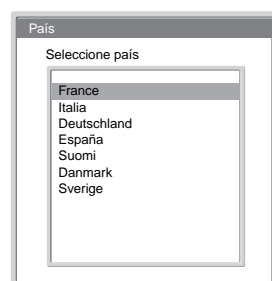 País
Seleccione país
France
Italia
Deutschland
España
Suomi
Danmark
Sverige